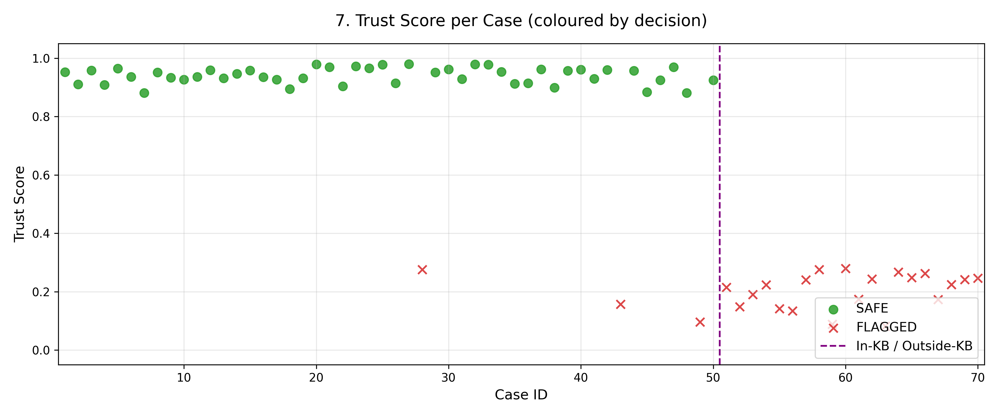 7. Trust Score per Case (coloured by decision)
1.0
0.8
0.6
0.4
0.2
0.0
Trust Score
SAFE
FLAGGED
In-KB / Outside-KB
10
20
30
40
50
60
70
Case ID